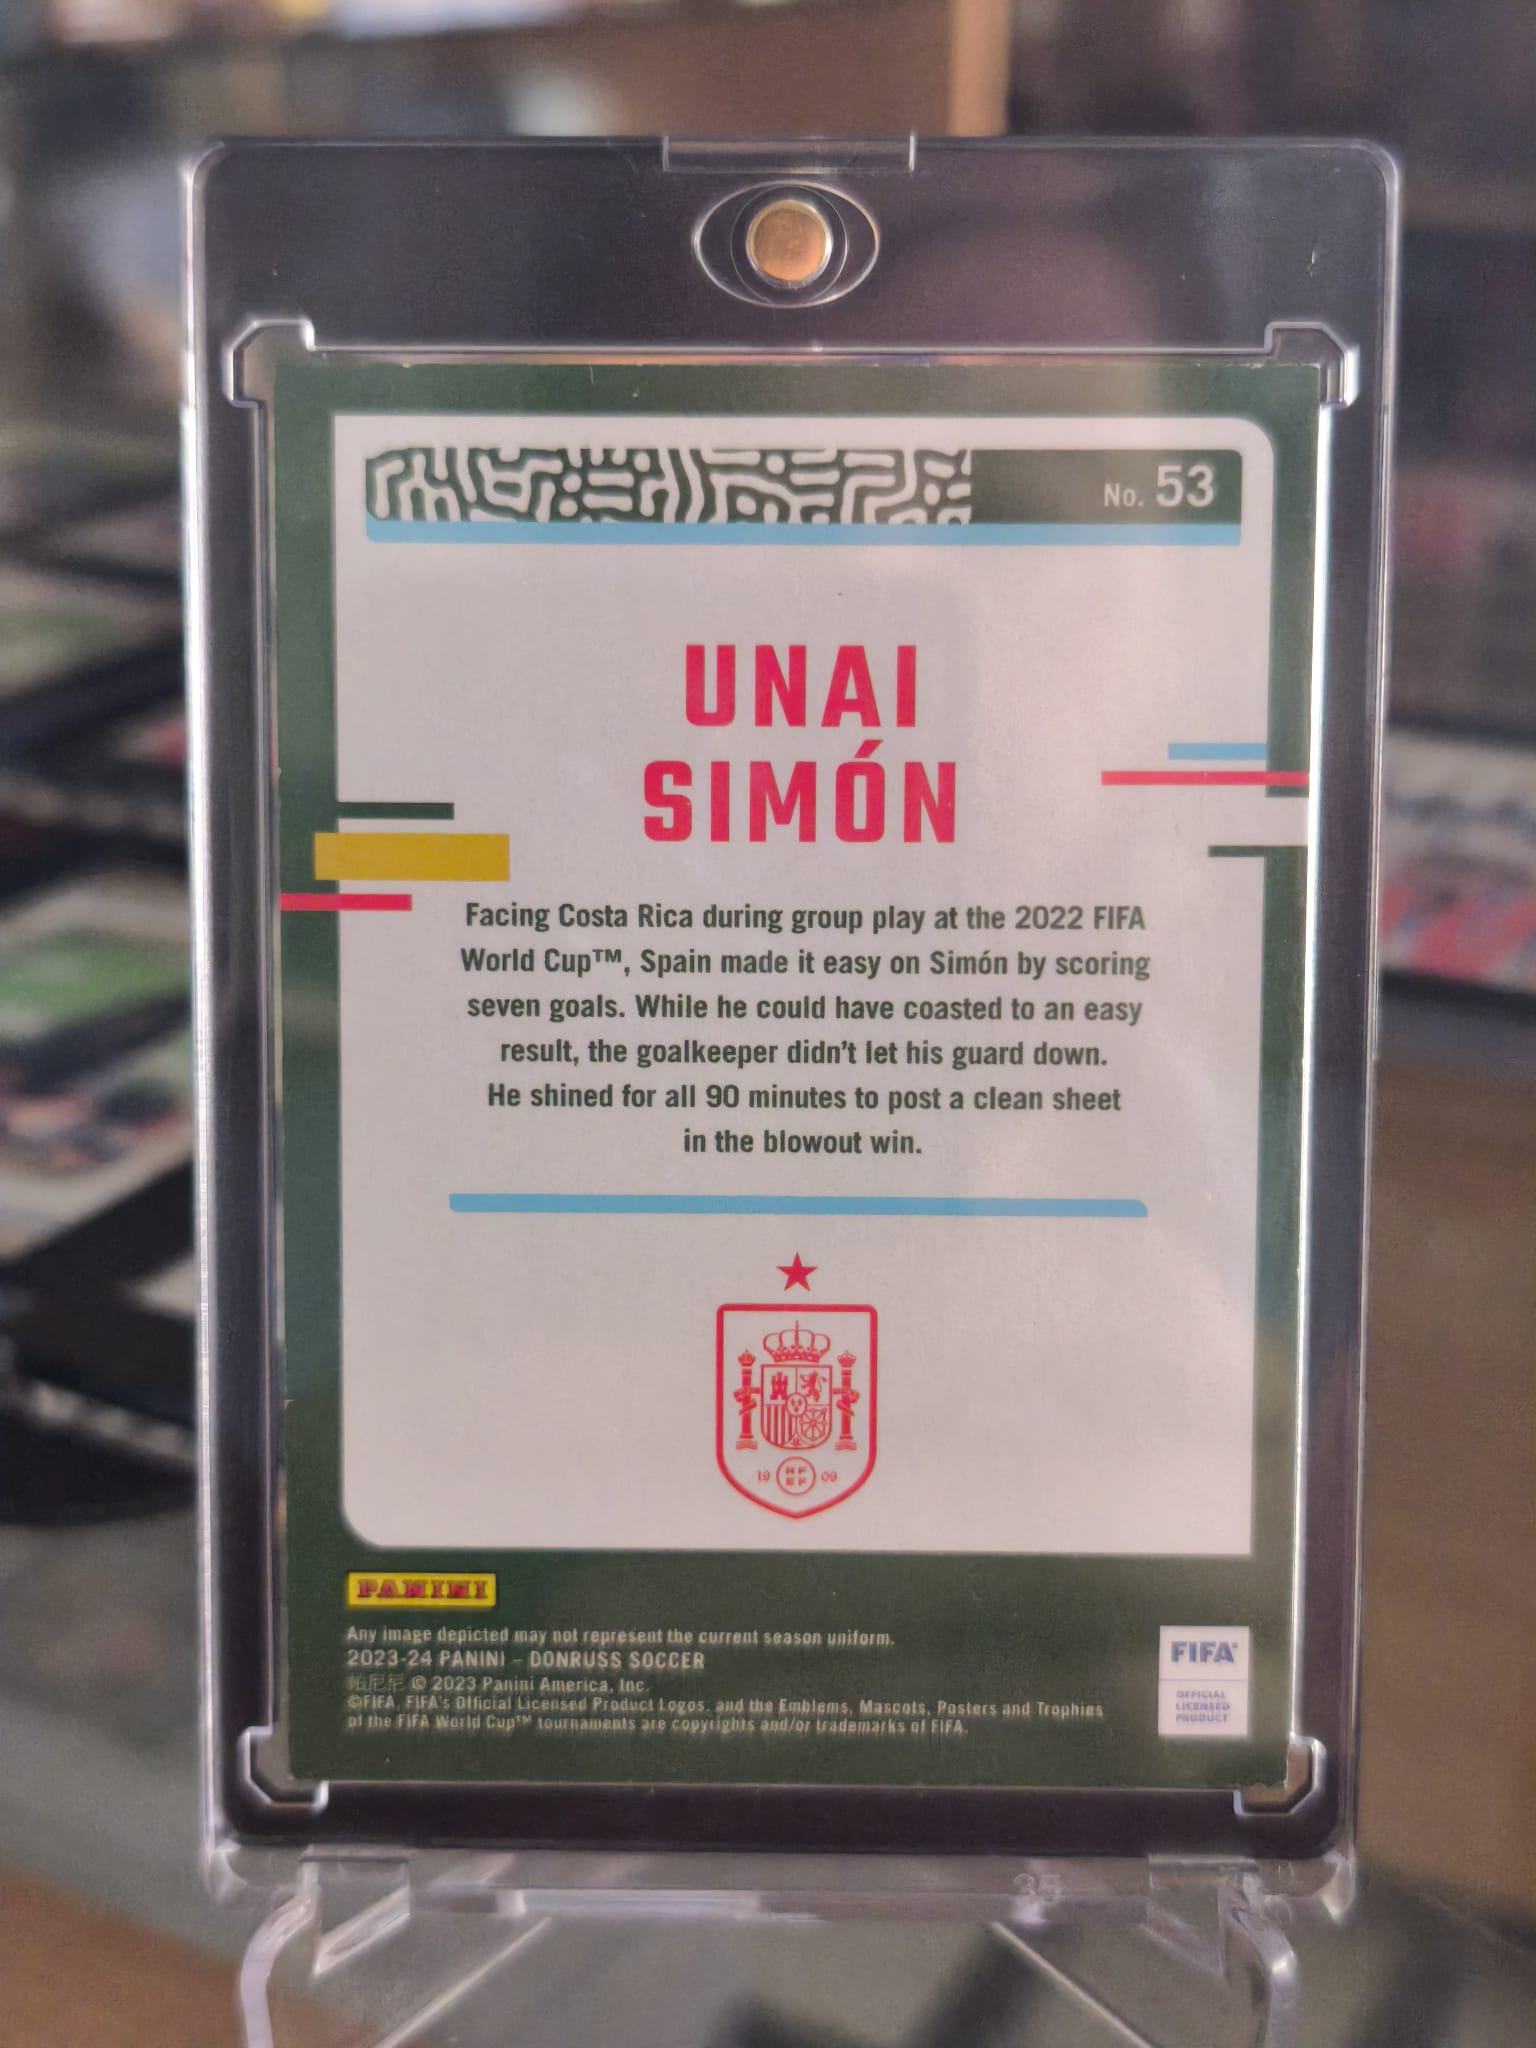 No. 53
UNAI
SIMÓN
Facing Costa Rica during group play at the 2022 FIFA
World Cup™, Spain made it easy on Simón by scoring
seven goals. While he could have coasted to an easy
result, the goalkeeper didn't let his guard down.
He shined for all 90 minutes to post a clean sheet
in the blowout win.
19 RF EF 09
PANINI
Any image depicted may not represent the current season uniform.
2023-24 PANINI – DONRUSS SOCCER
帕尼尼 © 2023 Panini America, Inc.
©FIFA, FIFA's Official Licensed Product Logos, and the Emblems, Mascots, Posters and Trophies
of the FIFA World Cup™ tournaments are copyrights and/or trademarks of FIFA.
FIFA®
OFFICIAL
LICENSED
PRODUCT
35